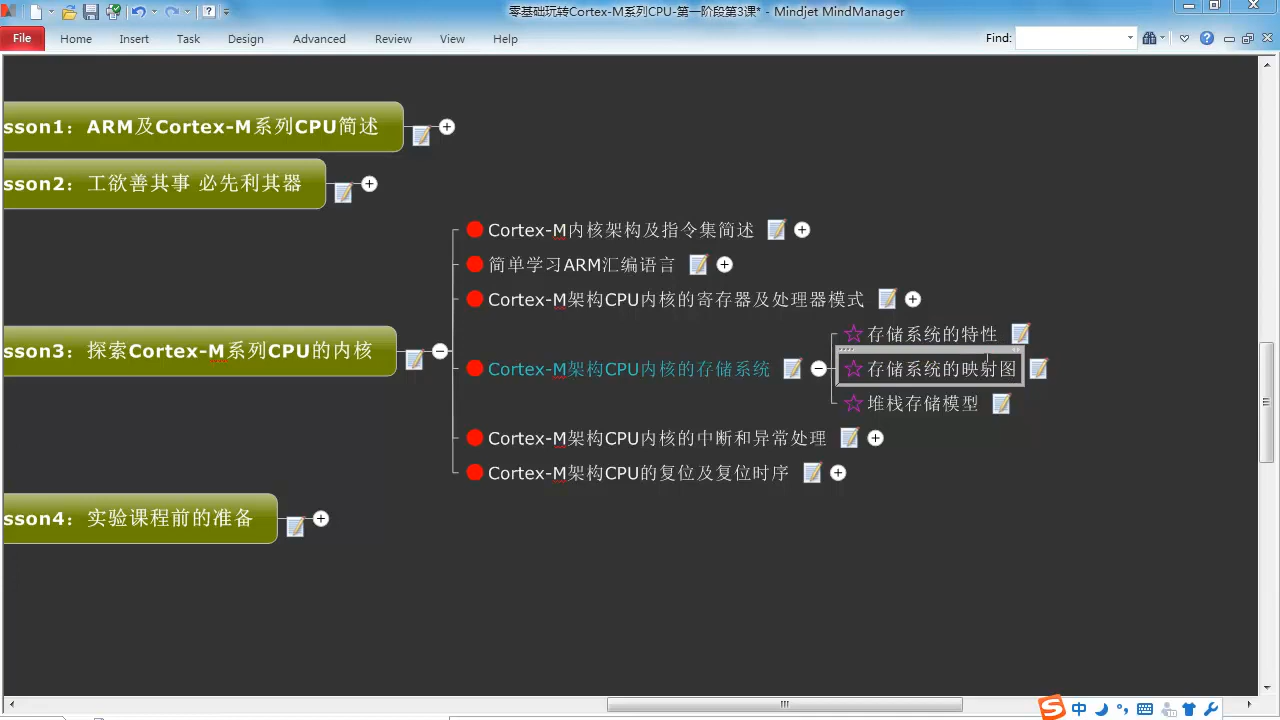 零基础玩转Cortex-M系列CPU-第一阶段第3课* - Mindjet MindManager
File Home Insert Task Design Advanced Review View Help Find:
sson1：ARM及Cortex-M系列CPU简述
sson2：工欲善其事 必先利其器
Cortex-M内核架构及指令集简述
简单学习ARM汇编语言
Cortex-M架构CPU内核的寄存器及处理器模式
sson3：探索Cortex-M系列CPU的内核
Cortex-M架构CPU内核的存储系统
存储系统的特性
存储系统的映射图
堆栈存储模型
Cortex-M架构CPU内核的中断和异常处理
Cortex-M架构CPU的复位及复位时序
sson4：实验课程前的准备
中